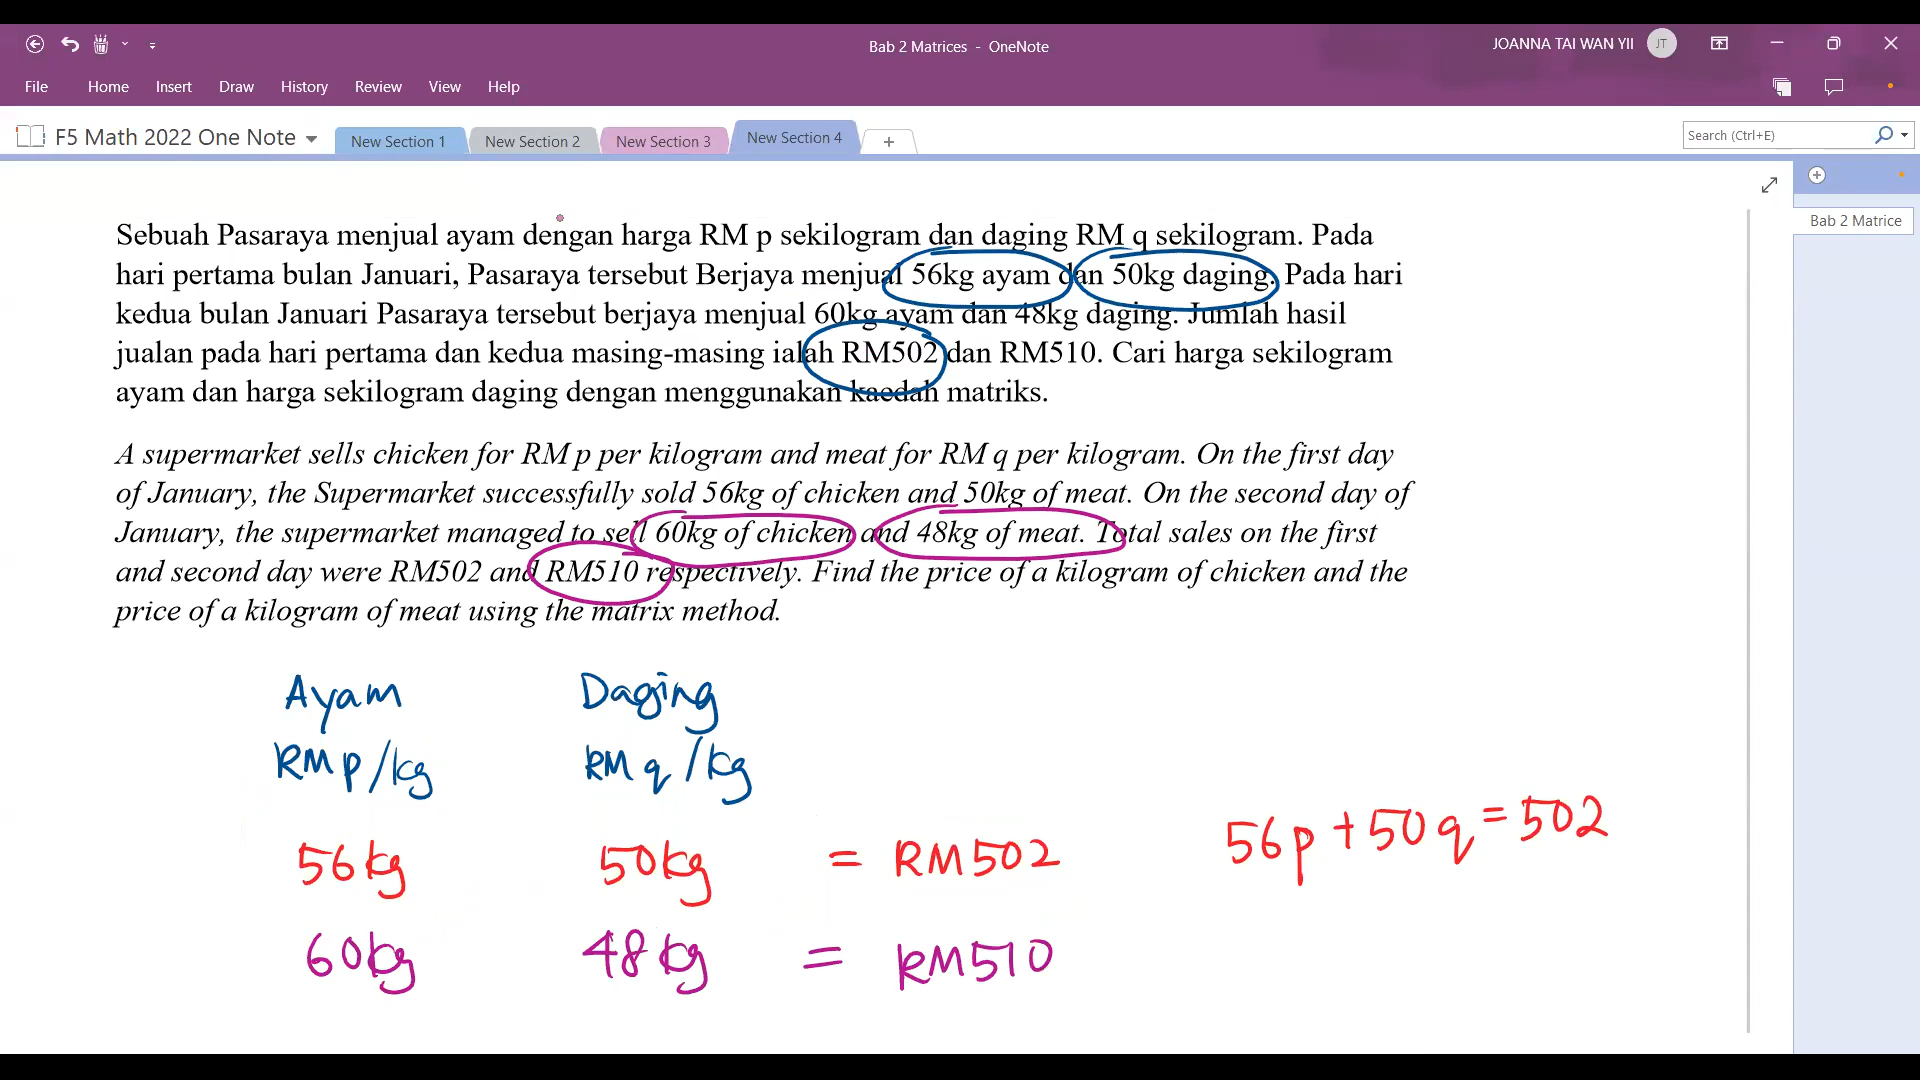 Bab 2 Matrices - OneNote
JOANNA TAI WAN YII JT
File Home Insert Draw History Review View Help
F5 Math 2022 One Note New Section 1 New Section 2 New Section 3 New Section 4 + Search (Ctrl+E)
Bab 2 Matrice
Sebuah Pasaraya menjual ayam dengan harga RM p sekilogram dan daging RM q sekilogram. Pada
hari pertama bulan Januari, Pasaraya tersebut Berjaya menjual 56kg ayam dan 50kg daging. Pada hari
kedua bulan Januari Pasaraya tersebut berjaya menjual 60kg ayam dan 48kg daging. Jumlah hasil
jualan pada hari pertama dan kedua masing-masing ialah RM502 dan RM510. Cari harga sekilogram
ayam dan harga sekilogram daging dengan menggunakan kaedah matriks.
A supermarket sells chicken for RM p per kilogram and meat for RM q per kilogram. On the first day
of January, the Supermarket successfully sold 56kg of chicken and 50kg of meat. On the second day of
January, the supermarket managed to sell 60kg of chicken and 48kg of meat. Total sales on the first
and second day were RM502 and RM510 respectively. Find the price of a kilogram of chicken and the
price of a kilogram of meat using the matrix method.
Ayam Daging
RM p /kg RM q /kg
56kg 50kg = RM502
56p + 50q = 502
60kg 48kg = RM510